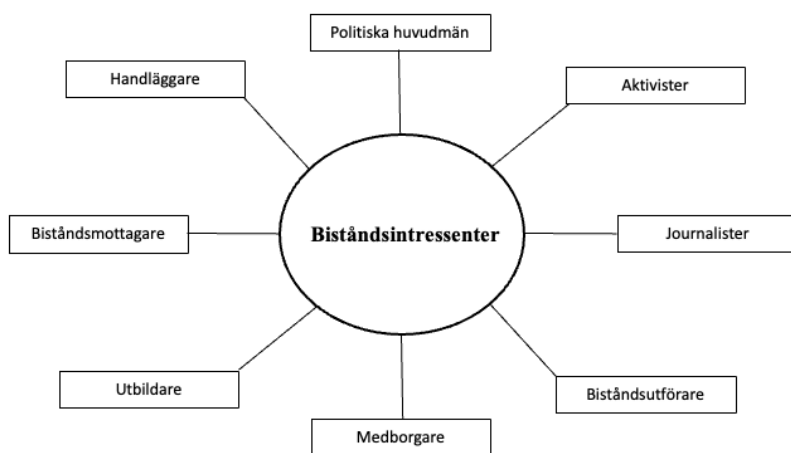 Politiska huvudmän
Handläggare
Aktivister
Biståndsmottagare
Biståndsintressenter
Journalister
Utbildare
Biståndsutförare
Medborgare